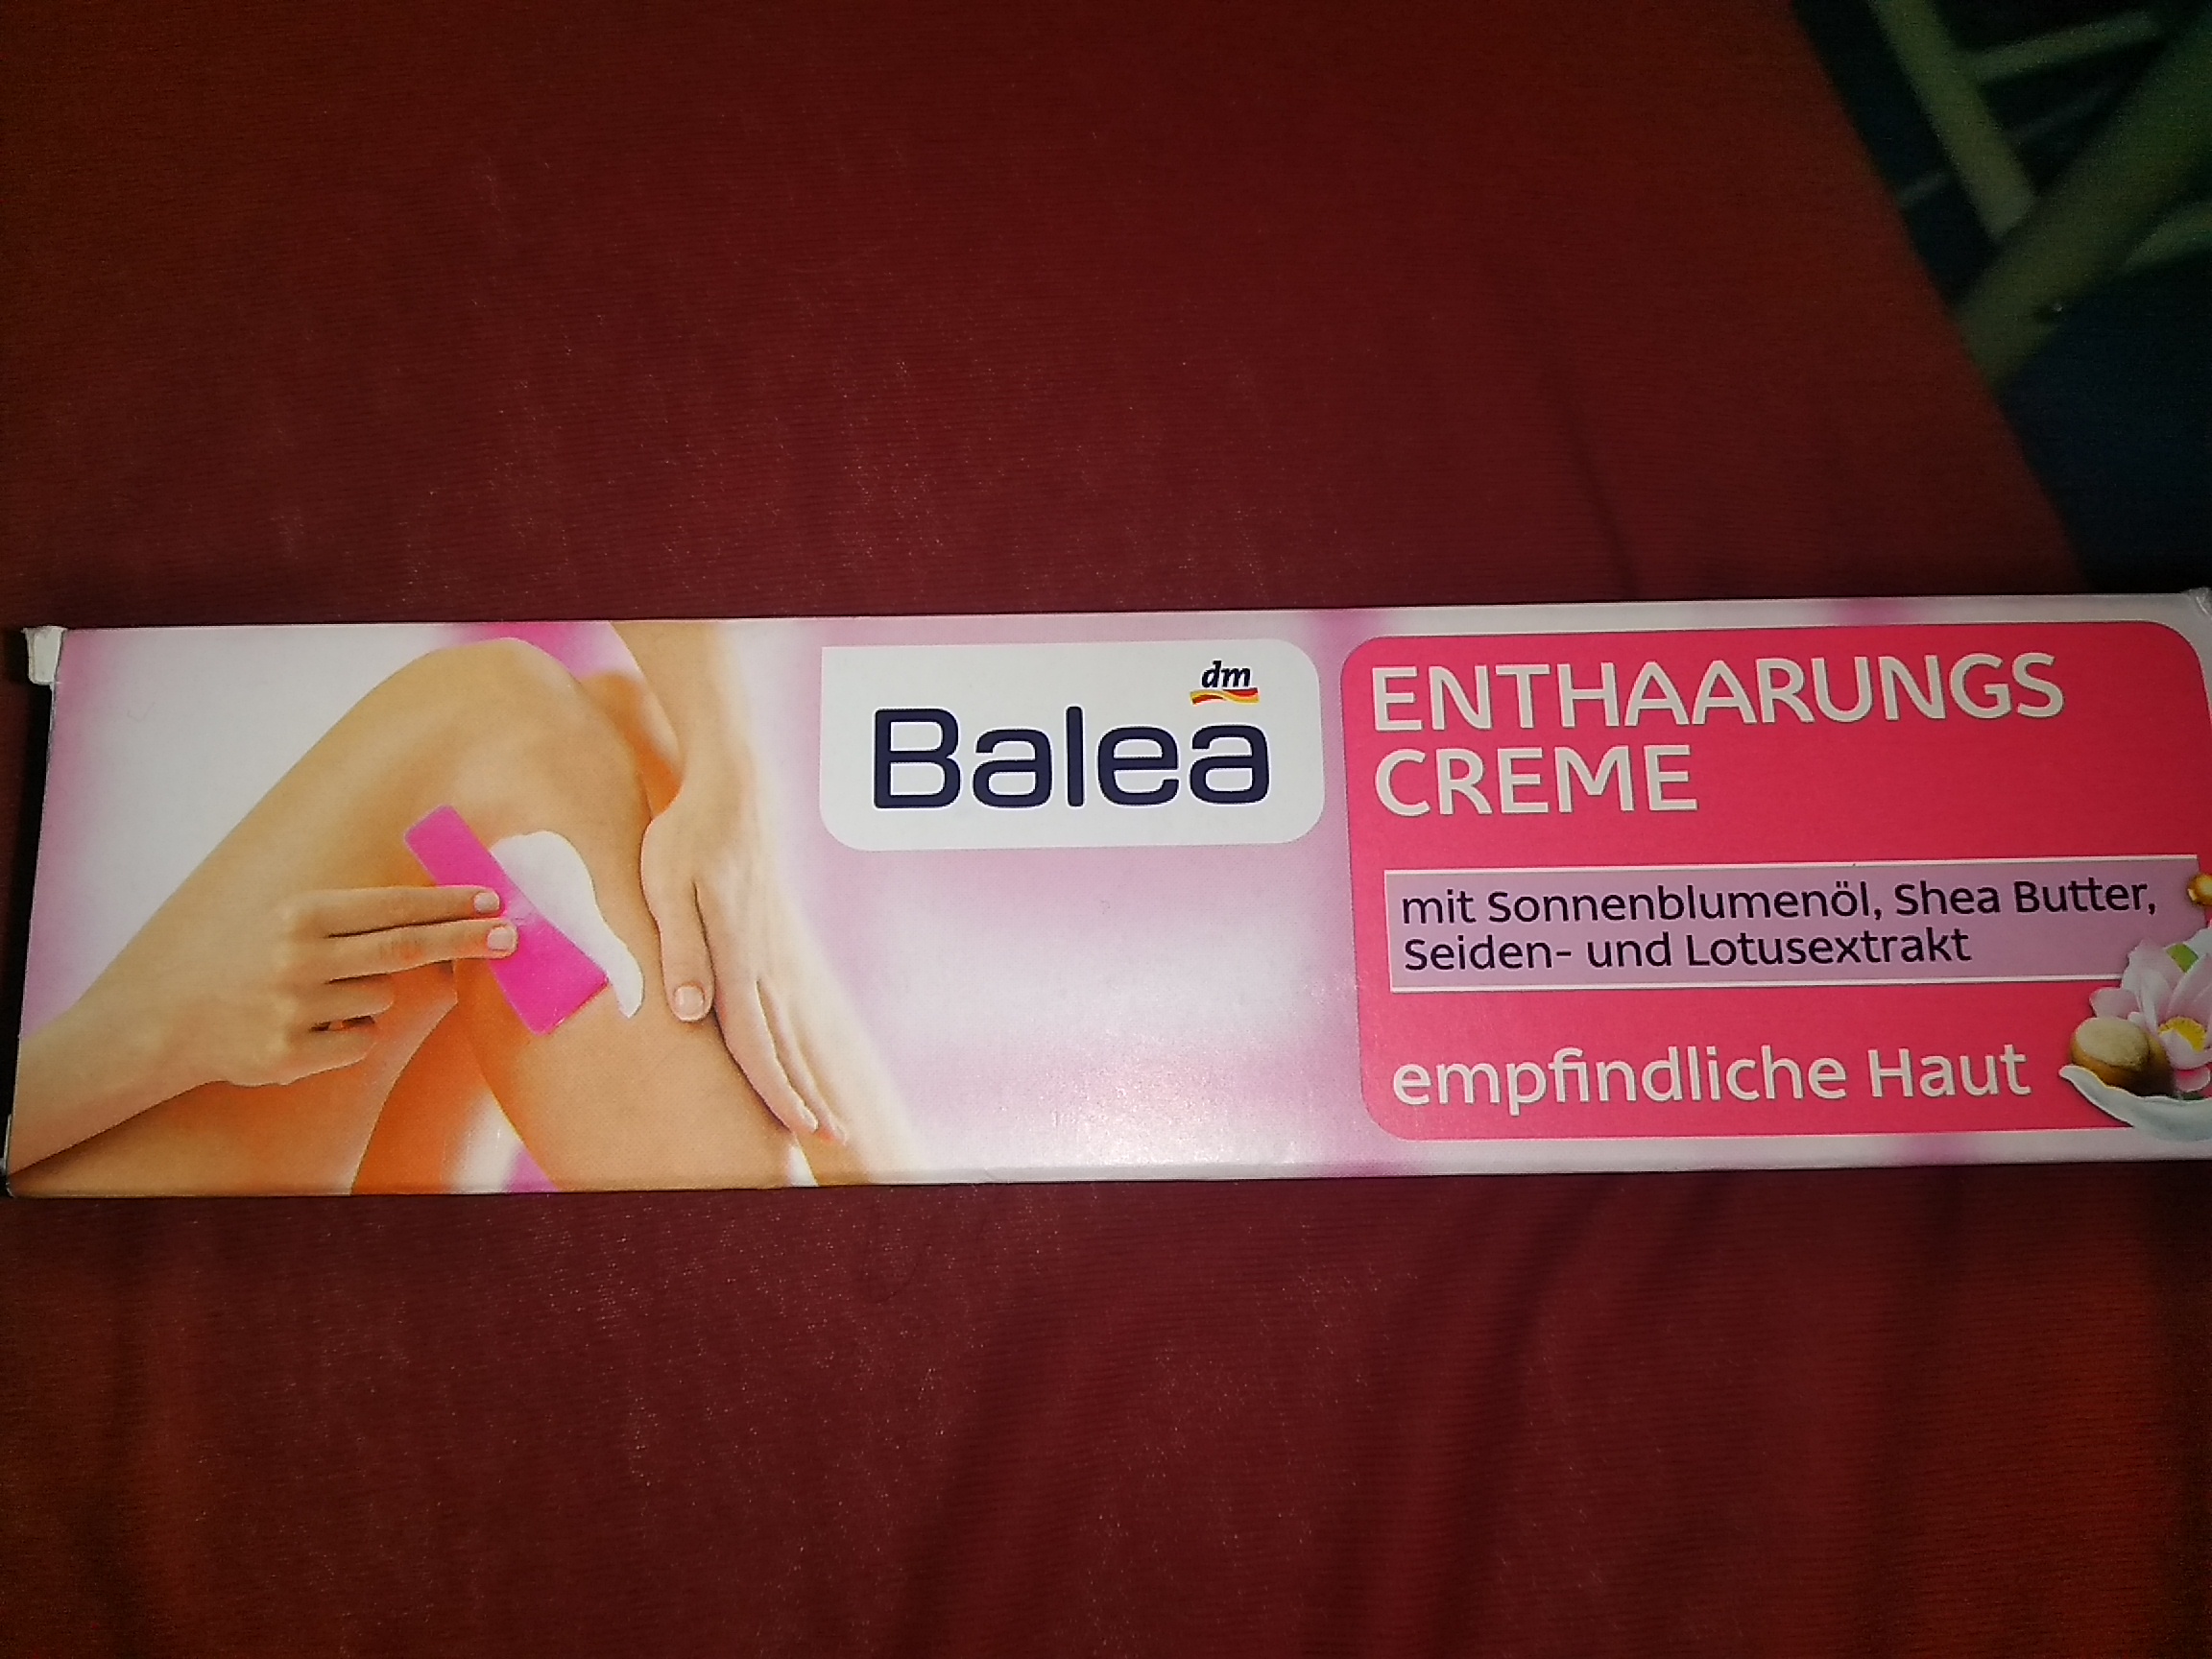 dm
Balea
ENTHAARUNGS
CREME
mit Sonnenblumenöl, Shea Butter,
Seiden- und Lotusextrakt
empfindliche Haut